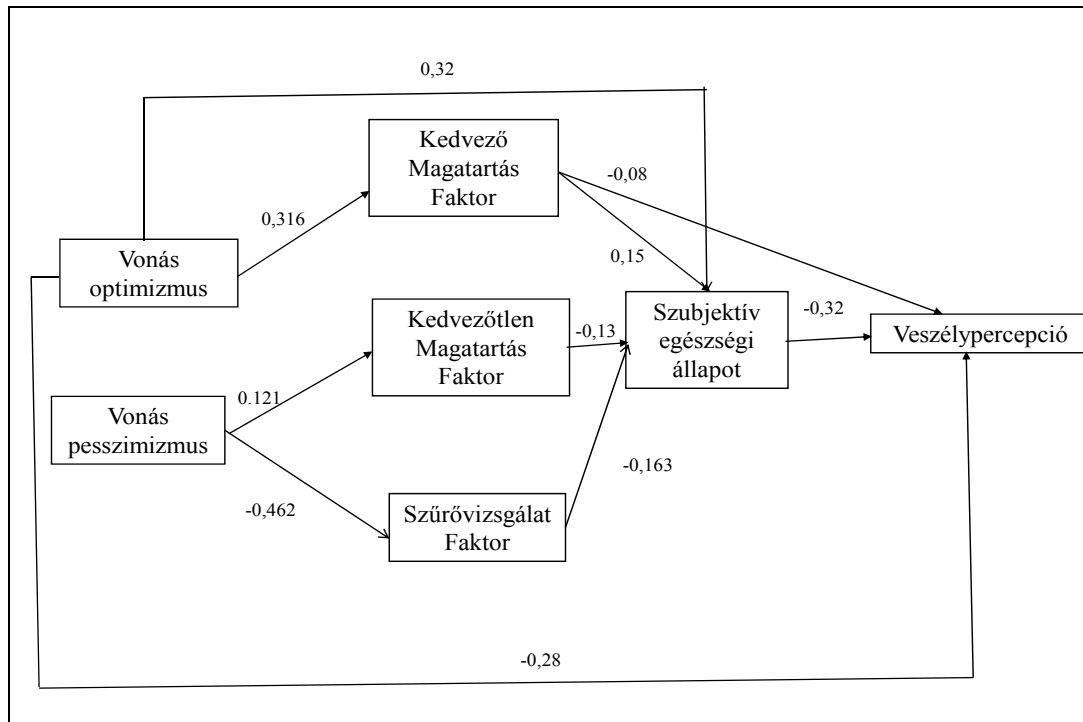 0,32
Kedvező
Magatartás
Faktor
-0,08
0,316
0,15
Vonás
optimizmus
Kedvezőtlen
Magatartás
Faktor
-0,13
Szubjektív
egészségi
állapot
-0,32
Veszélypercepció
0.121
Vonás
pesszimizmus
-0,163
-0,462
Szűrővizsgálat
Faktor
-0,28